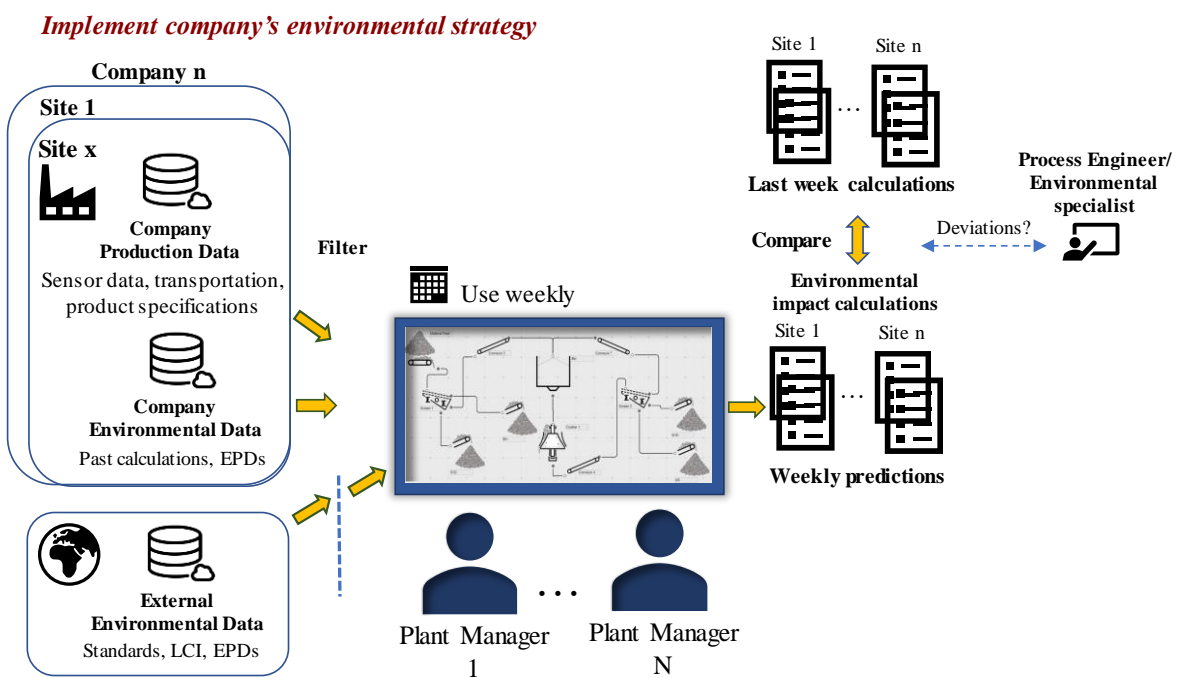 Implement company's environmental strategy
Company n
Site 1
Site x
Company
Production Data
Sensor data, transportation,
product specifications
Company
Environmental Data
Past calculations, EPDs
External
Environmental Data
Standards, LCI, EPDs
Filter
Use weekly
Plant Manager
1
...
Plant Manager
N
Site 1
Site n
...
Last week calculations
Compare
Deviations?
Process Engineer/
Environmental
specialist
Environmental
impact calculations
Site 1
Site n
...
Weekly predictions